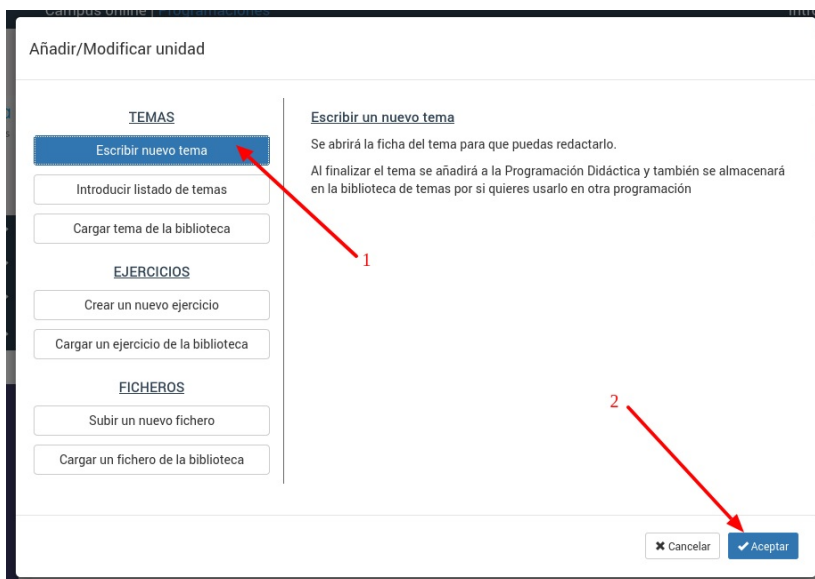 Campus online | Programaciones
Añadir/Modificar unidad
TEMAS
Escribir nuevo tema
Introducir listado de temas
Cargar tema de la biblioteca
EJERCICIOS
Crear un nuevo ejercicio
Cargar un ejercicio de la biblioteca
FICHEROS
Subir un nuevo fichero
Cargar un fichero de la biblioteca
Escribir un nuevo tema
Se abrirá la ficha del tema para que puedas redactarlo.
Al finalizar el tema se añadirá a la Programación Didáctica y también se almacenará
en la biblioteca de temas por si quieres usarlo en otra programación
1
2
Cancelar
Aceptar